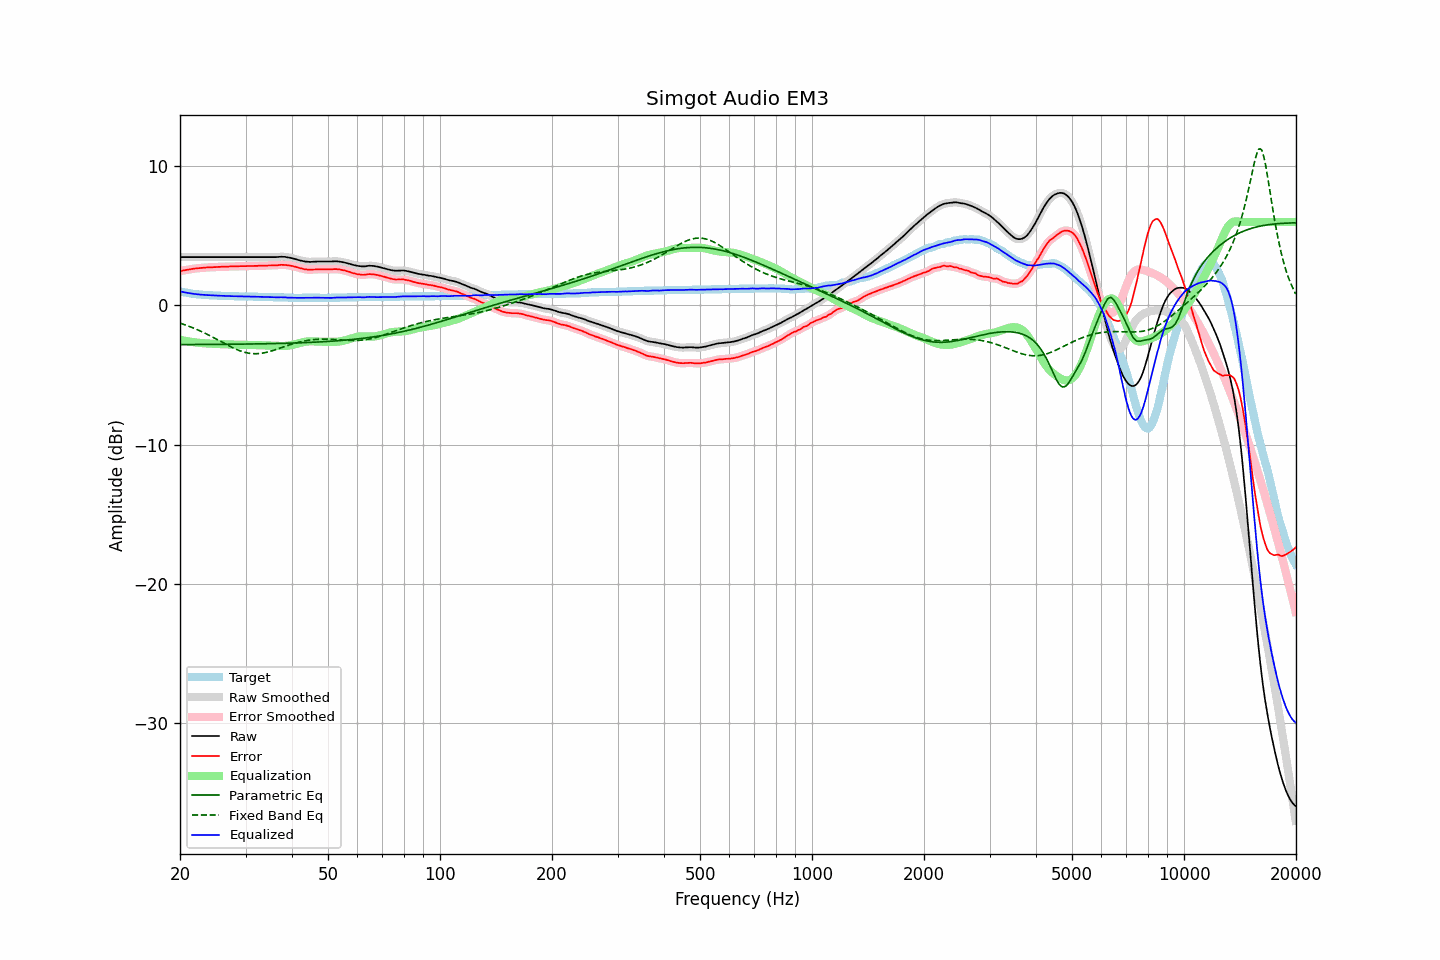 Simgot Audio EM3
10
0
−10
−20
−30
Amplitude (dBr)
Target
Raw Smoothed
Error Smoothed
Raw
Error
Equalization
Parametric Eq
Fixed Band Eq
Equalized
20 50 100 200 500 1000 2000 5000 10000 20000
Frequency (Hz)